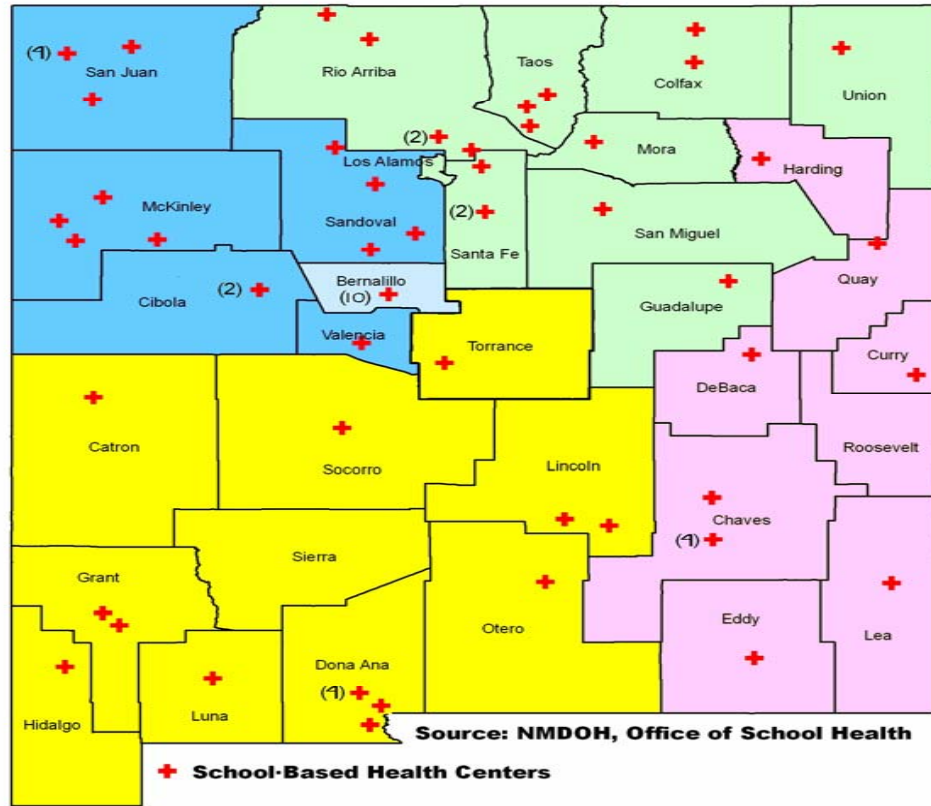 (4)
San Juan
Rio Arriba
Taos
Colfax
Union
(2)
Mora
Los Alamos
Harding
McKinley
Sandoval
(2)
Santa Fe
San Miguel
Bernalillo
(10)
(2)
Cibola
Quay
Guadalupe
Valencia
Torrance
Curry
DeBaca
Catron
Socorro
Lincoln
Roosevelt
Chaves
(4)
Sierra
Grant
Otero
Eddy
Lea
Dona Ana
(4)
Hidalgo
Luna
Source: NMDOH, Office of School Health
School-Based Health Centers